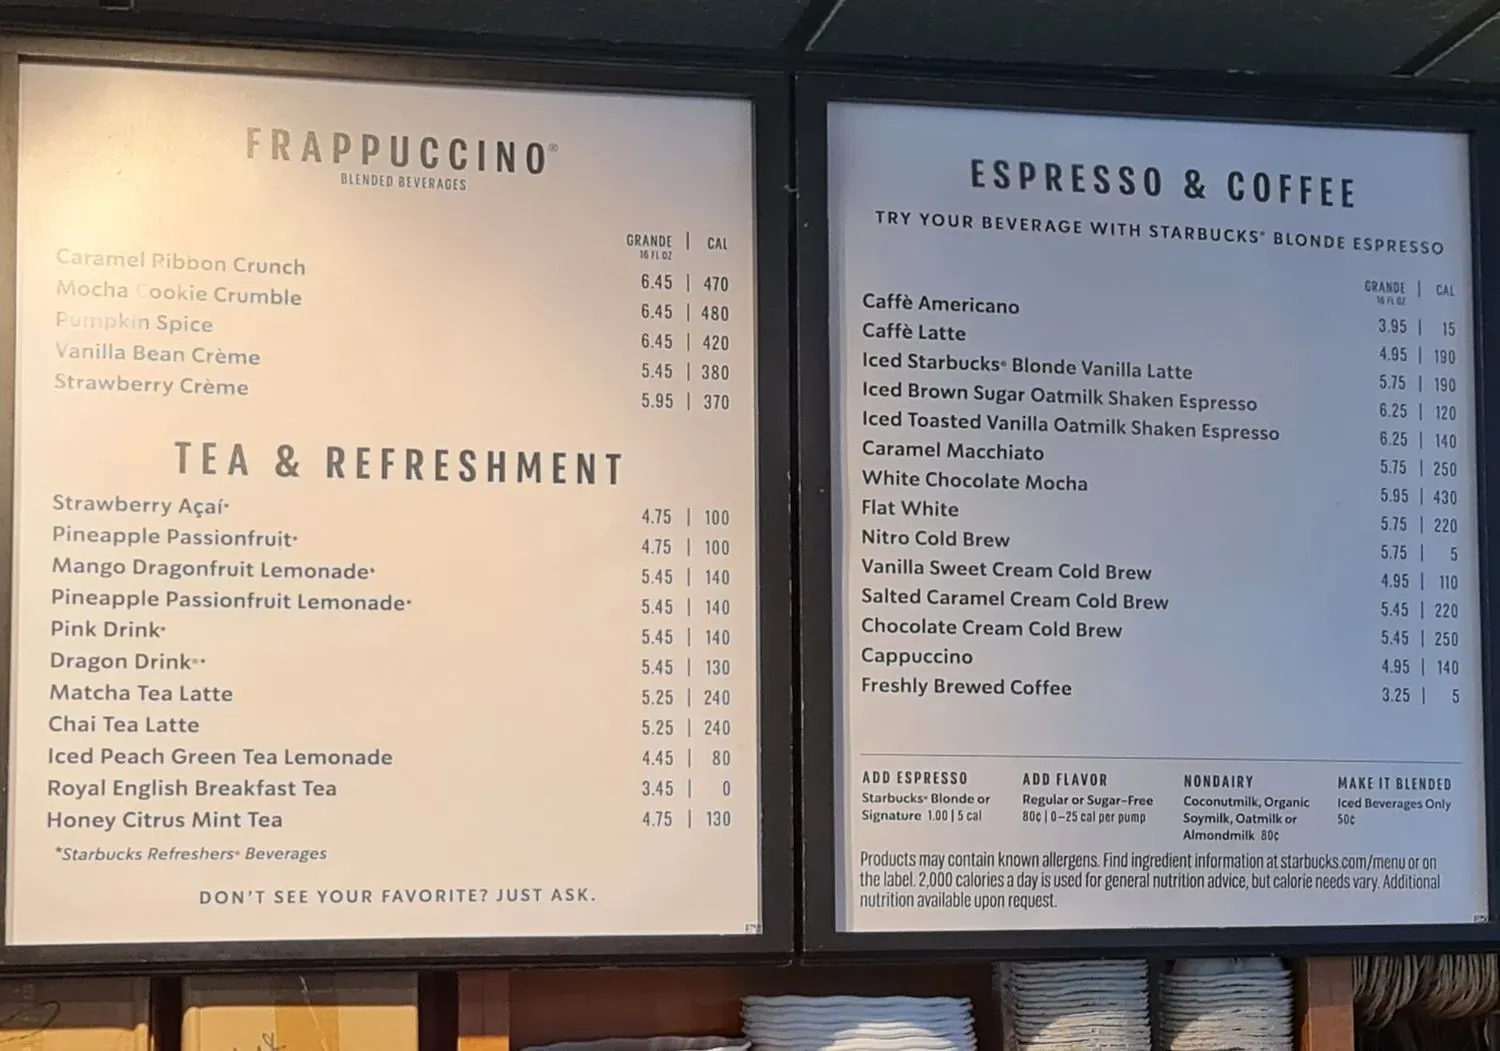 FRAPPUCCINO®
BLENDED BEVERAGES
GRANDE | CAL
16 FL OZ
Caramel Ribbon Crunch 6.45 | 470
Mocha Cookie Crumble 6.45 | 480
Pumpkin Spice 6.45 | 420
Vanilla Bean Crème 5.45 | 380
Strawberry Crème 5.95 | 370
TEA & REFRESHMENT
Strawberry Açaí* 4.75 | 100
Pineapple Passionfruit* 4.75 | 100
Mango Dragonfruit Lemonade* 5.45 | 140
Pineapple Passionfruit Lemonade* 5.45 | 140
Pink Drink* 5.45 | 140
Dragon Drink®* 5.45 | 130
Matcha Tea Latte 5.25 | 240
Chai Tea Latte 5.25 | 240
Iced Peach Green Tea Lemonade 4.45 | 80
Royal English Breakfast Tea 3.45 | 0
Honey Citrus Mint Tea 4.75 | 130
*Starbucks Refreshers® Beverages
DON'T SEE YOUR FAVORITE? JUST ASK.
ESPRESSO & COFFEE
TRY YOUR BEVERAGE WITH STARBUCKS® BLONDE ESPRESSO
GRANDE | CAL
16 FL OZ
Caffè Americano 3.95 | 15
Caffè Latte 4.95 | 190
Iced Starbucks® Blonde Vanilla Latte 5.75 | 190
Iced Brown Sugar Oatmilk Shaken Espresso 6.25 | 120
Iced Toasted Vanilla Oatmilk Shaken Espresso 6.25 | 140
Caramel Macchiato 5.75 | 250
White Chocolate Mocha 5.95 | 430
Flat White 5.75 | 220
Nitro Cold Brew 5.75 | 5
Vanilla Sweet Cream Cold Brew 4.95 | 110
Salted Caramel Cream Cold Brew 5.45 | 220
Chocolate Cream Cold Brew 5.45 | 250
Cappuccino 4.95 | 140
Freshly Brewed Coffee 3.25 | 5
ADD ESPRESSO
Starbucks® Blonde or
Signature 1.00 | 5 cal
ADD FLAVOR
Regular or Sugar-Free
80¢ | 0–25 cal per pump
NONDAIRY
Coconutmilk, Organic
Soymilk, Oatmilk or
Almondmilk 80¢
MAKE IT BLENDED
Iced Beverages Only
50¢
Products may contain known allergens. Find ingredient information at starbucks.com/menu or on
the label. 2,000 calories a day is used for general nutrition advice, but calorie needs vary. Additional
nutrition available upon request.